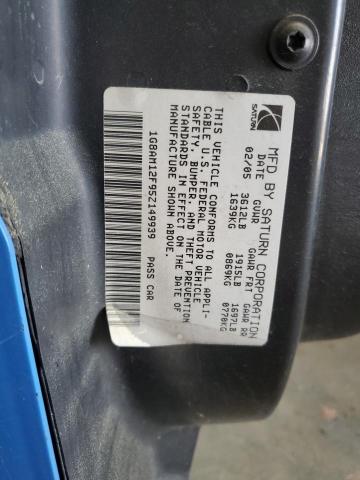 SATURN
MFD BY SATURN CORPORATION
DATE GVWR GAWR FRT GAWR RR
02/05 3612LB 1915LB 1697LB
1639KG 0869KG 0770KG
THIS VEHICLE CONFORMS TO ALL APPLI-
CABLE U.S. FEDERAL MOTOR VEHICLE
SAFETY, BUMPER, AND THEFT PREVENTION
STANDARDS IN EFFECT ON THE DATE OF
MANUFACTURE SHOWN ABOVE.
1G8AM12F95Z149939 PASS CAR